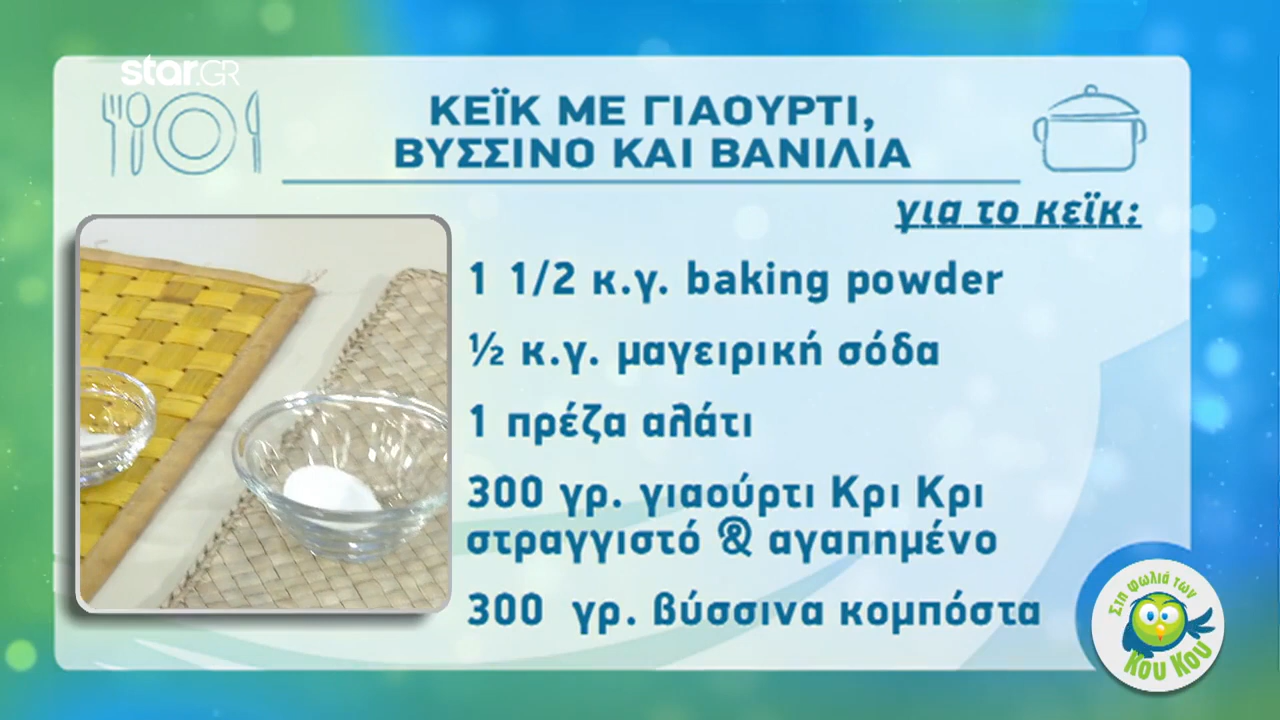 star.GR
ΚΕΪΚ ΜΕ ΓΙΑΟΥΡΤΙ,
ΒΥΣΣΙΝΟ ΚΑΙ ΒΑΝΙΛΙΑ
για το κεϊκ:
1 1/2 κ.γ. baking powder
½ κ.γ. μαγειρική σόδα
1 πρέζα αλάτι
300 γρ. γιαούρτι Κρι Κρι
στραγγιστό & αγαπημένο
300 γρ. βύσσινα κομπόστα
Στη φωλιά των
Κου Κου